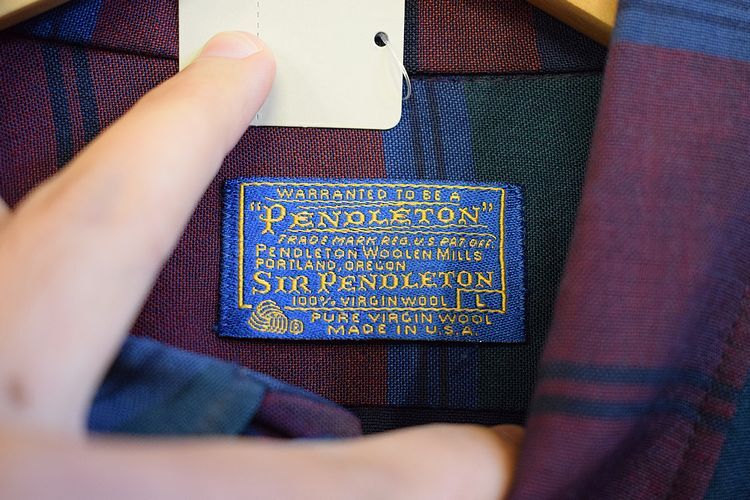 WARRANTED TO BE A
"PENDLETON"
TRADE MARK REG. U.S. PAT. OFF.
PENDLETON WOOLEN MILLS
PORTLAND, OREGON
SIR PENDLETON
100% VIRGIN WOOL L
PURE VIRGIN WOOL
MADE IN U.S.A.